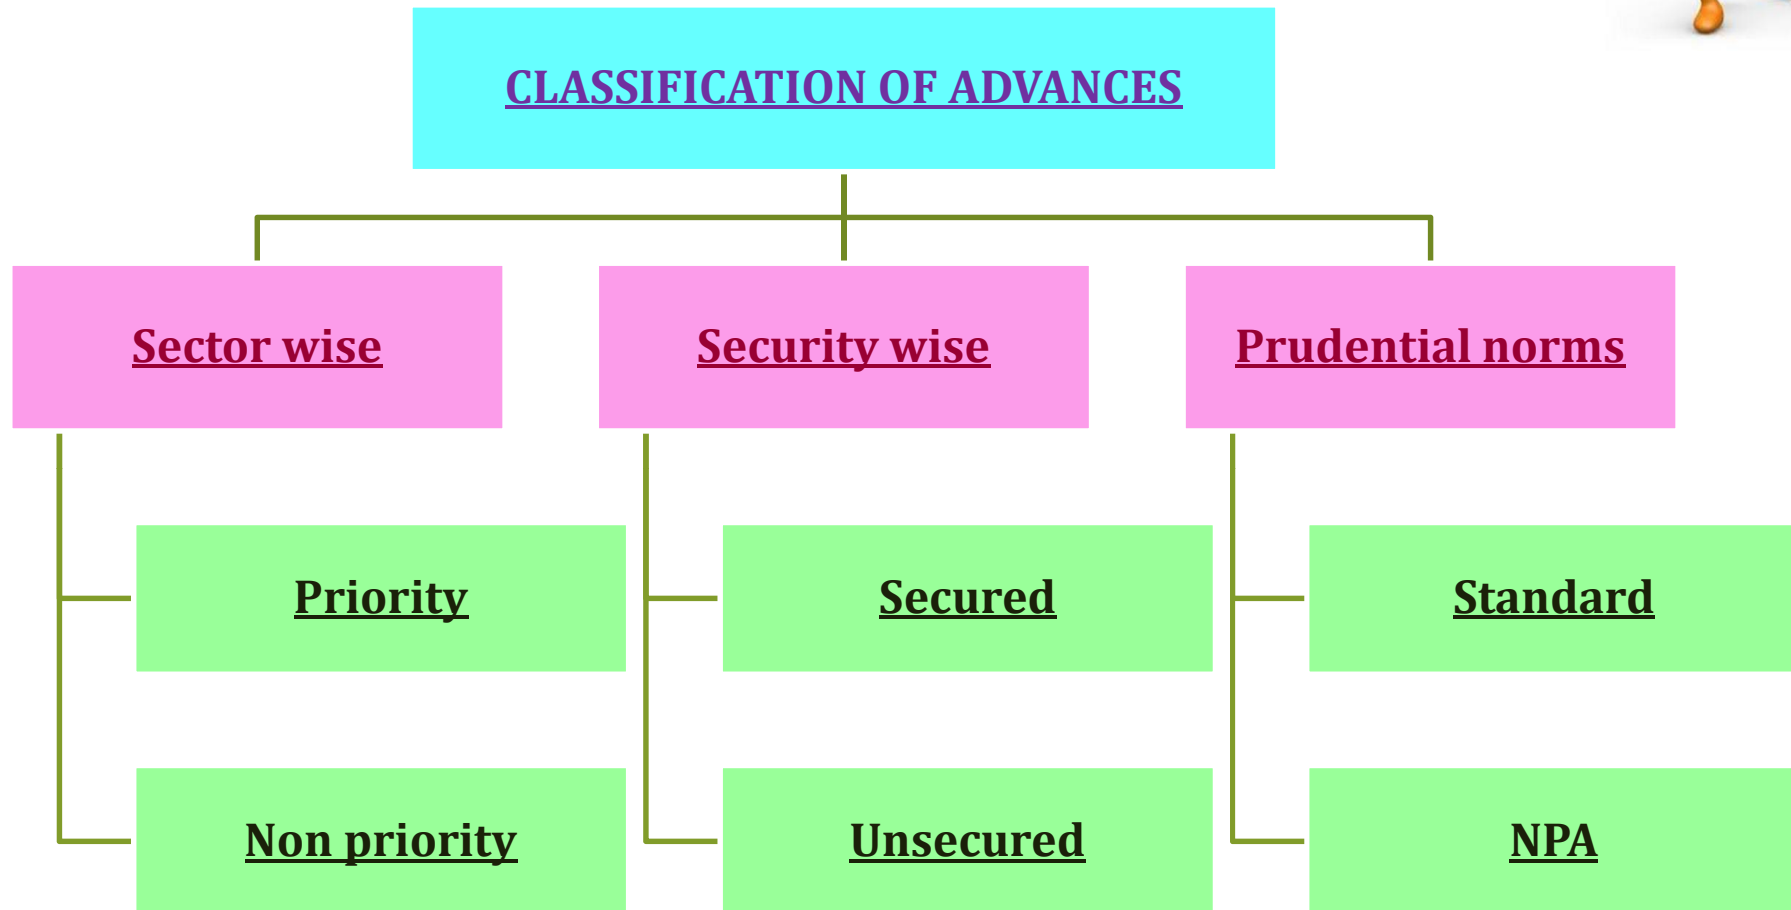 CLASSIFICATION OF ADVANCES
Sector wise
Security wise
Prudential norms
Priority
Secured
Standard
Non priority
Unsecured
NPA